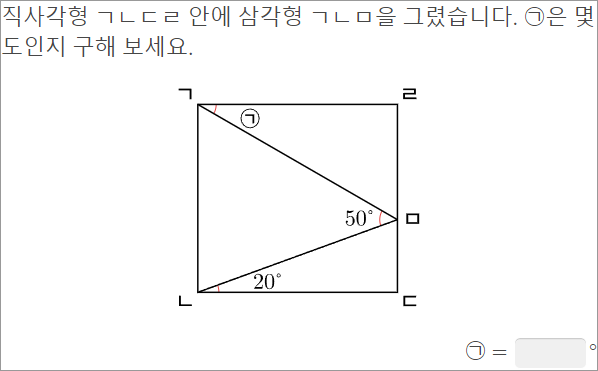 직사각형 ㄱㄴㄷㄹ 안에 삼각형 ㄱㄴㅁ을 그렸습니다. ㉠은 몇
도인지 구해 보세요.
ㄱ ㄹ
㉠
50° ㅁ
20°
ㄴ ㄷ
㉠ = °